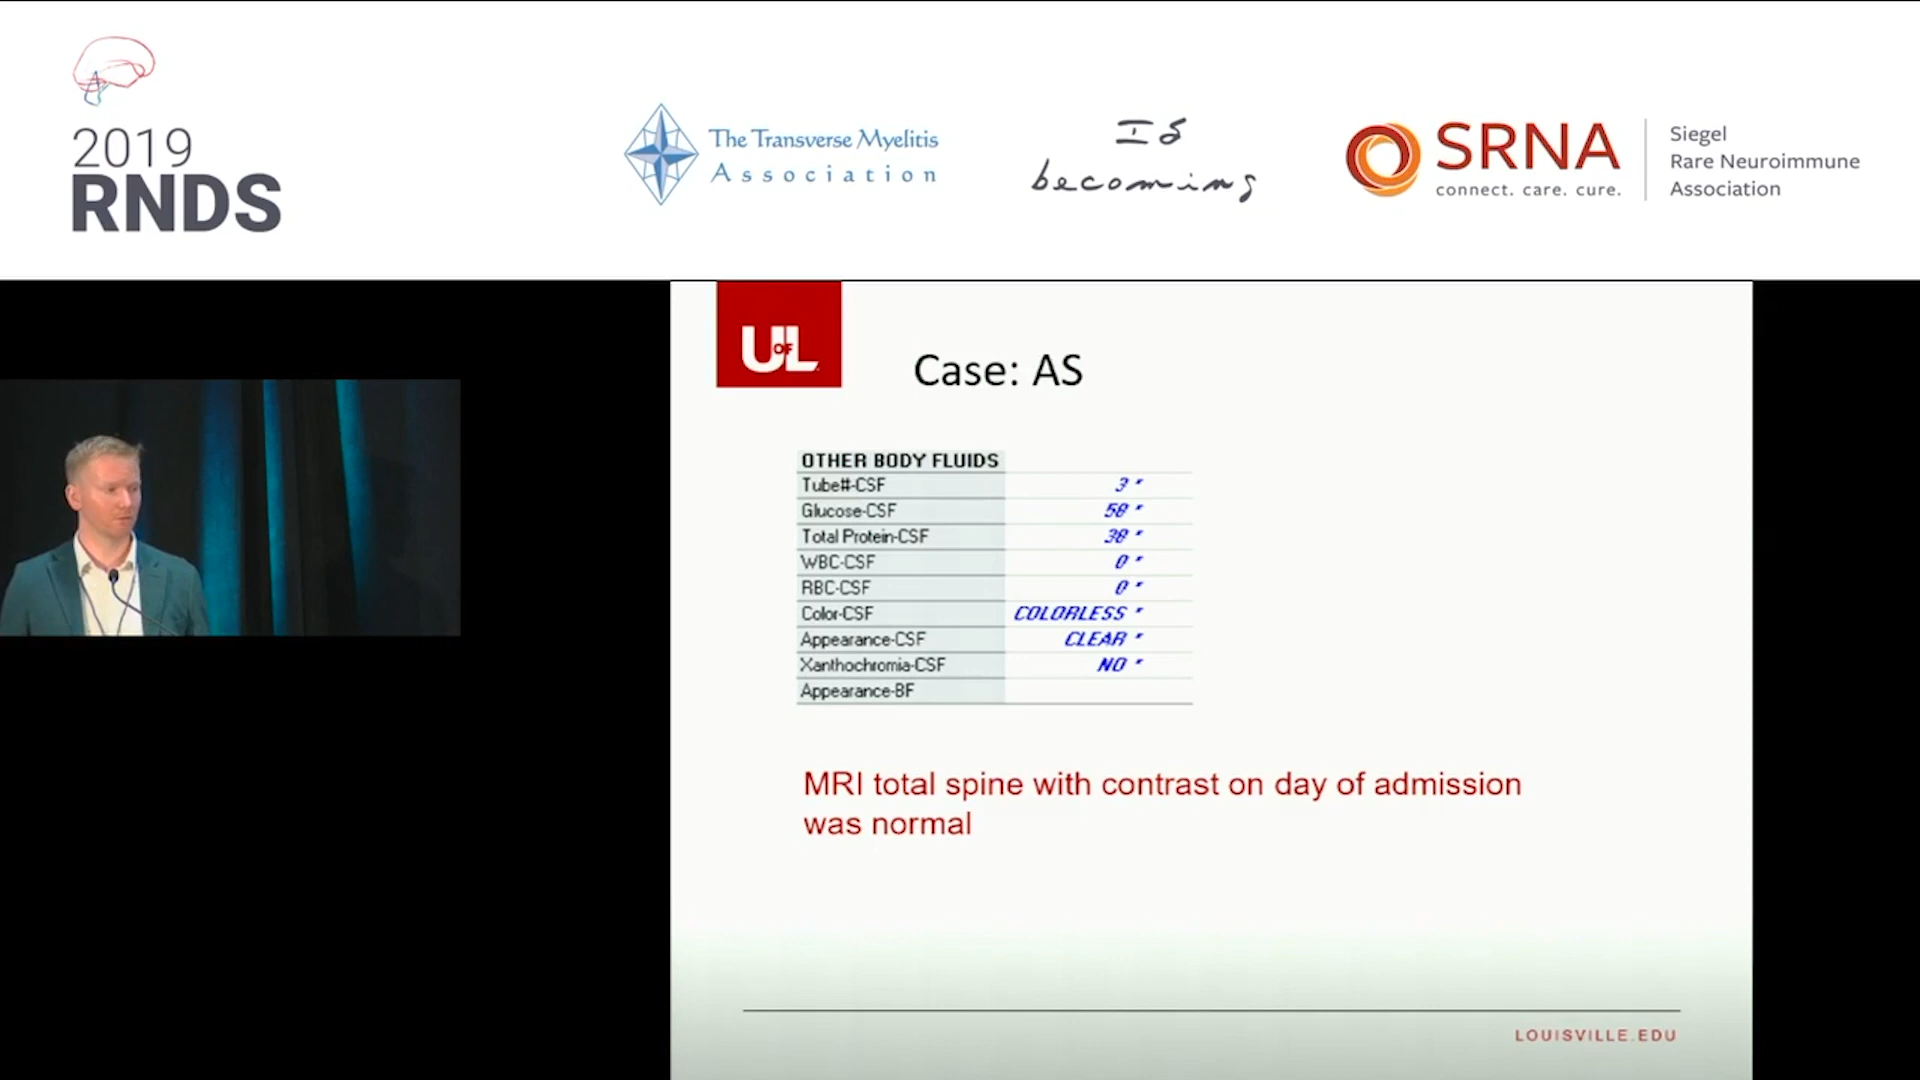 2019
RNDS
The Transverse Myelitis
Association
IS
becoming
SRNA
connect. care. cure.
Siegel
Rare Neuroimmune
Association
U OF L
Case: AS
OTHER BODY FLUIDS
Tube#-CSF 3 *
Glucose-CSF 58 *
Total Protein-CSF 38 *
WBC-CSF 0 *
RBC-CSF 0 *
Color-CSF COLORLESS *
Appearance-CSF CLEAR *
Xanthochromia-CSF NO *
Appearance-BF
MRI total spine with contrast on day of admission
was normal
LOUISVILLE.EDU